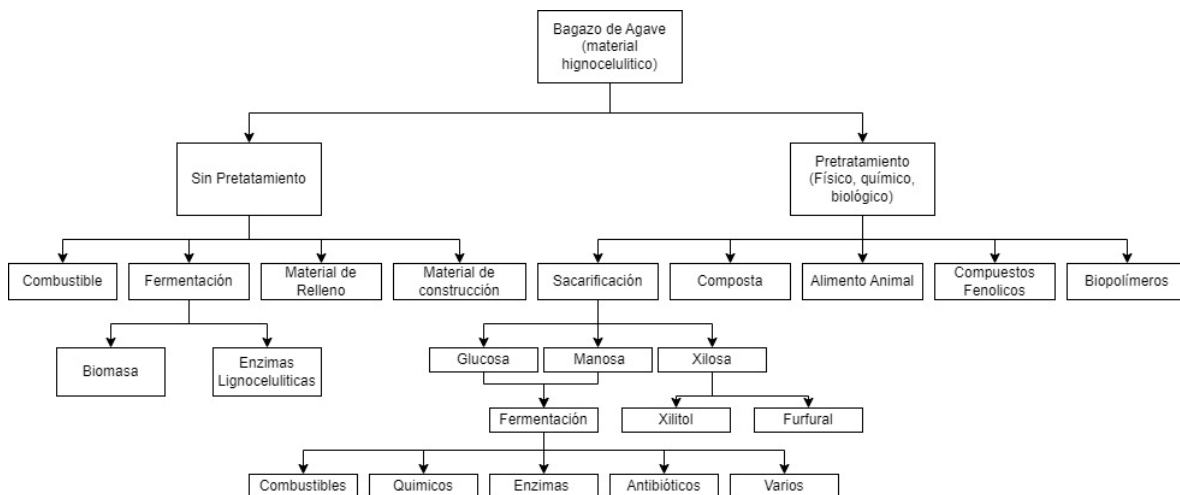 Bagazo de Agave
(material
hignocelulitico)
Sin Pretatamiento
Pretratamiento
(Físico, químico,
biológico)
Combustible
Fermentación
Material de
Relleno
Material de
construcción
Sacarificación
Composta
Alimento Animal
Compuestos
Fenolicos
Biopolímeros
Biomasa
Enzimas
Lignoceluliticas
Glucosa
Manosa
Xilosa
Fermentación
Xilitol
Furfural
Combustibles
Quimicos
Enzimas
Antibióticos
Varios